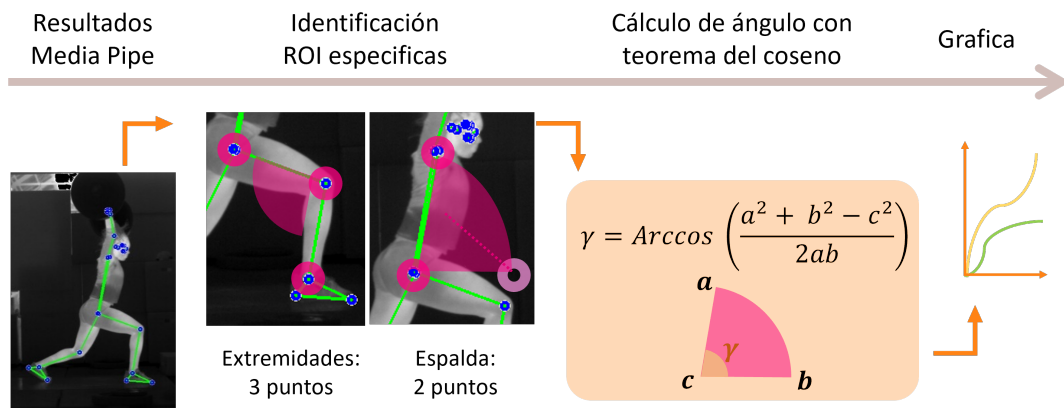 Resultados
Media Pipe
Identificación
ROI especificas
Cálculo de ángulo con
teorema del coseno
Grafica
Extremidades:
3 puntos
Espalda:
2 puntos
γ = Arccos ( (a² + b² − c²) / 2ab )
a
γ
c
b